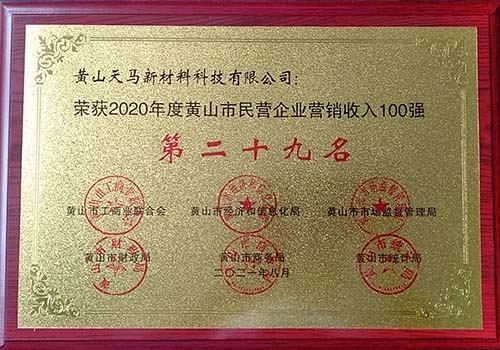 黄山天马新材料科技有限公司：
荣获2020年度黄山市民营企业营销收入100强
第二十九名
黄山市工商业联合会 黄山市经济和信息化局 黄山市市场监督管理局
黄山市财政局 黄山市商务局 黄山市统计局
二〇二一年八月